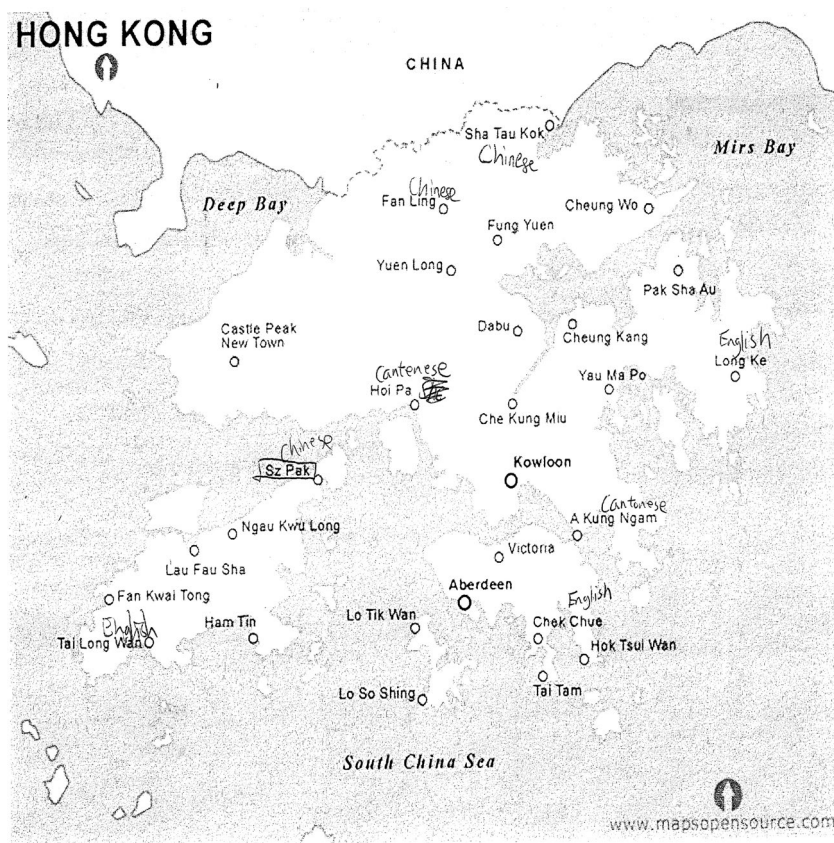 HONG KONG
CHINA
Sha Tau Kok
Chinese
Mirs Bay
Deep Bay
Chinese
Fan Ling
Cheung Wo
Fung Yuen
Yuen Long
Pak Sha Au
Castle Peak
New Town
Dabu
Cheung Kang
English
Long Ke
Cantenese
Hoi Pa
Yau Ma Po
Che Kung Miu
Chinese
Sz Pak
Kowloon
Cantonese
A Kung Ngam
Ngau Kwu Long
Victoria
Lau Fau Sha
Aberdeen
Fan Kwai Tong
English
English
Tai Long Wan
Ham Tin
Lo Tik Wan
Chek Chue
Hok Tsui Wan
Tai Tam
Lo So Shing
South China Sea
www.mapsopensource.com